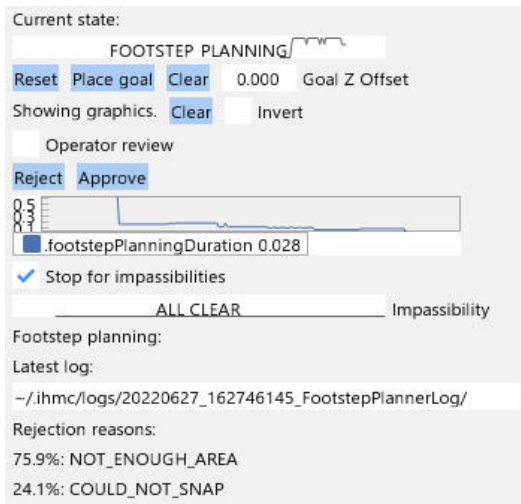 Current state:
FOOTSTEP PLANNING
Reset Place goal Clear 0.000 Goal Z Offset
Showing graphics. Clear Invert
Operator review
Reject Approve
0.5
0.3
0.1
.footstepPlanningDuration 0.028
Stop for impassibilities
ALL CLEAR Impassibility
Footstep planning:
Latest log:
~/.ihmc/logs/20220627_162746145_FootstepPlannerLog/
Rejection reasons:
75.9%: NOT_ENOUGH_AREA
24.1%: COULD_NOT_SNAP